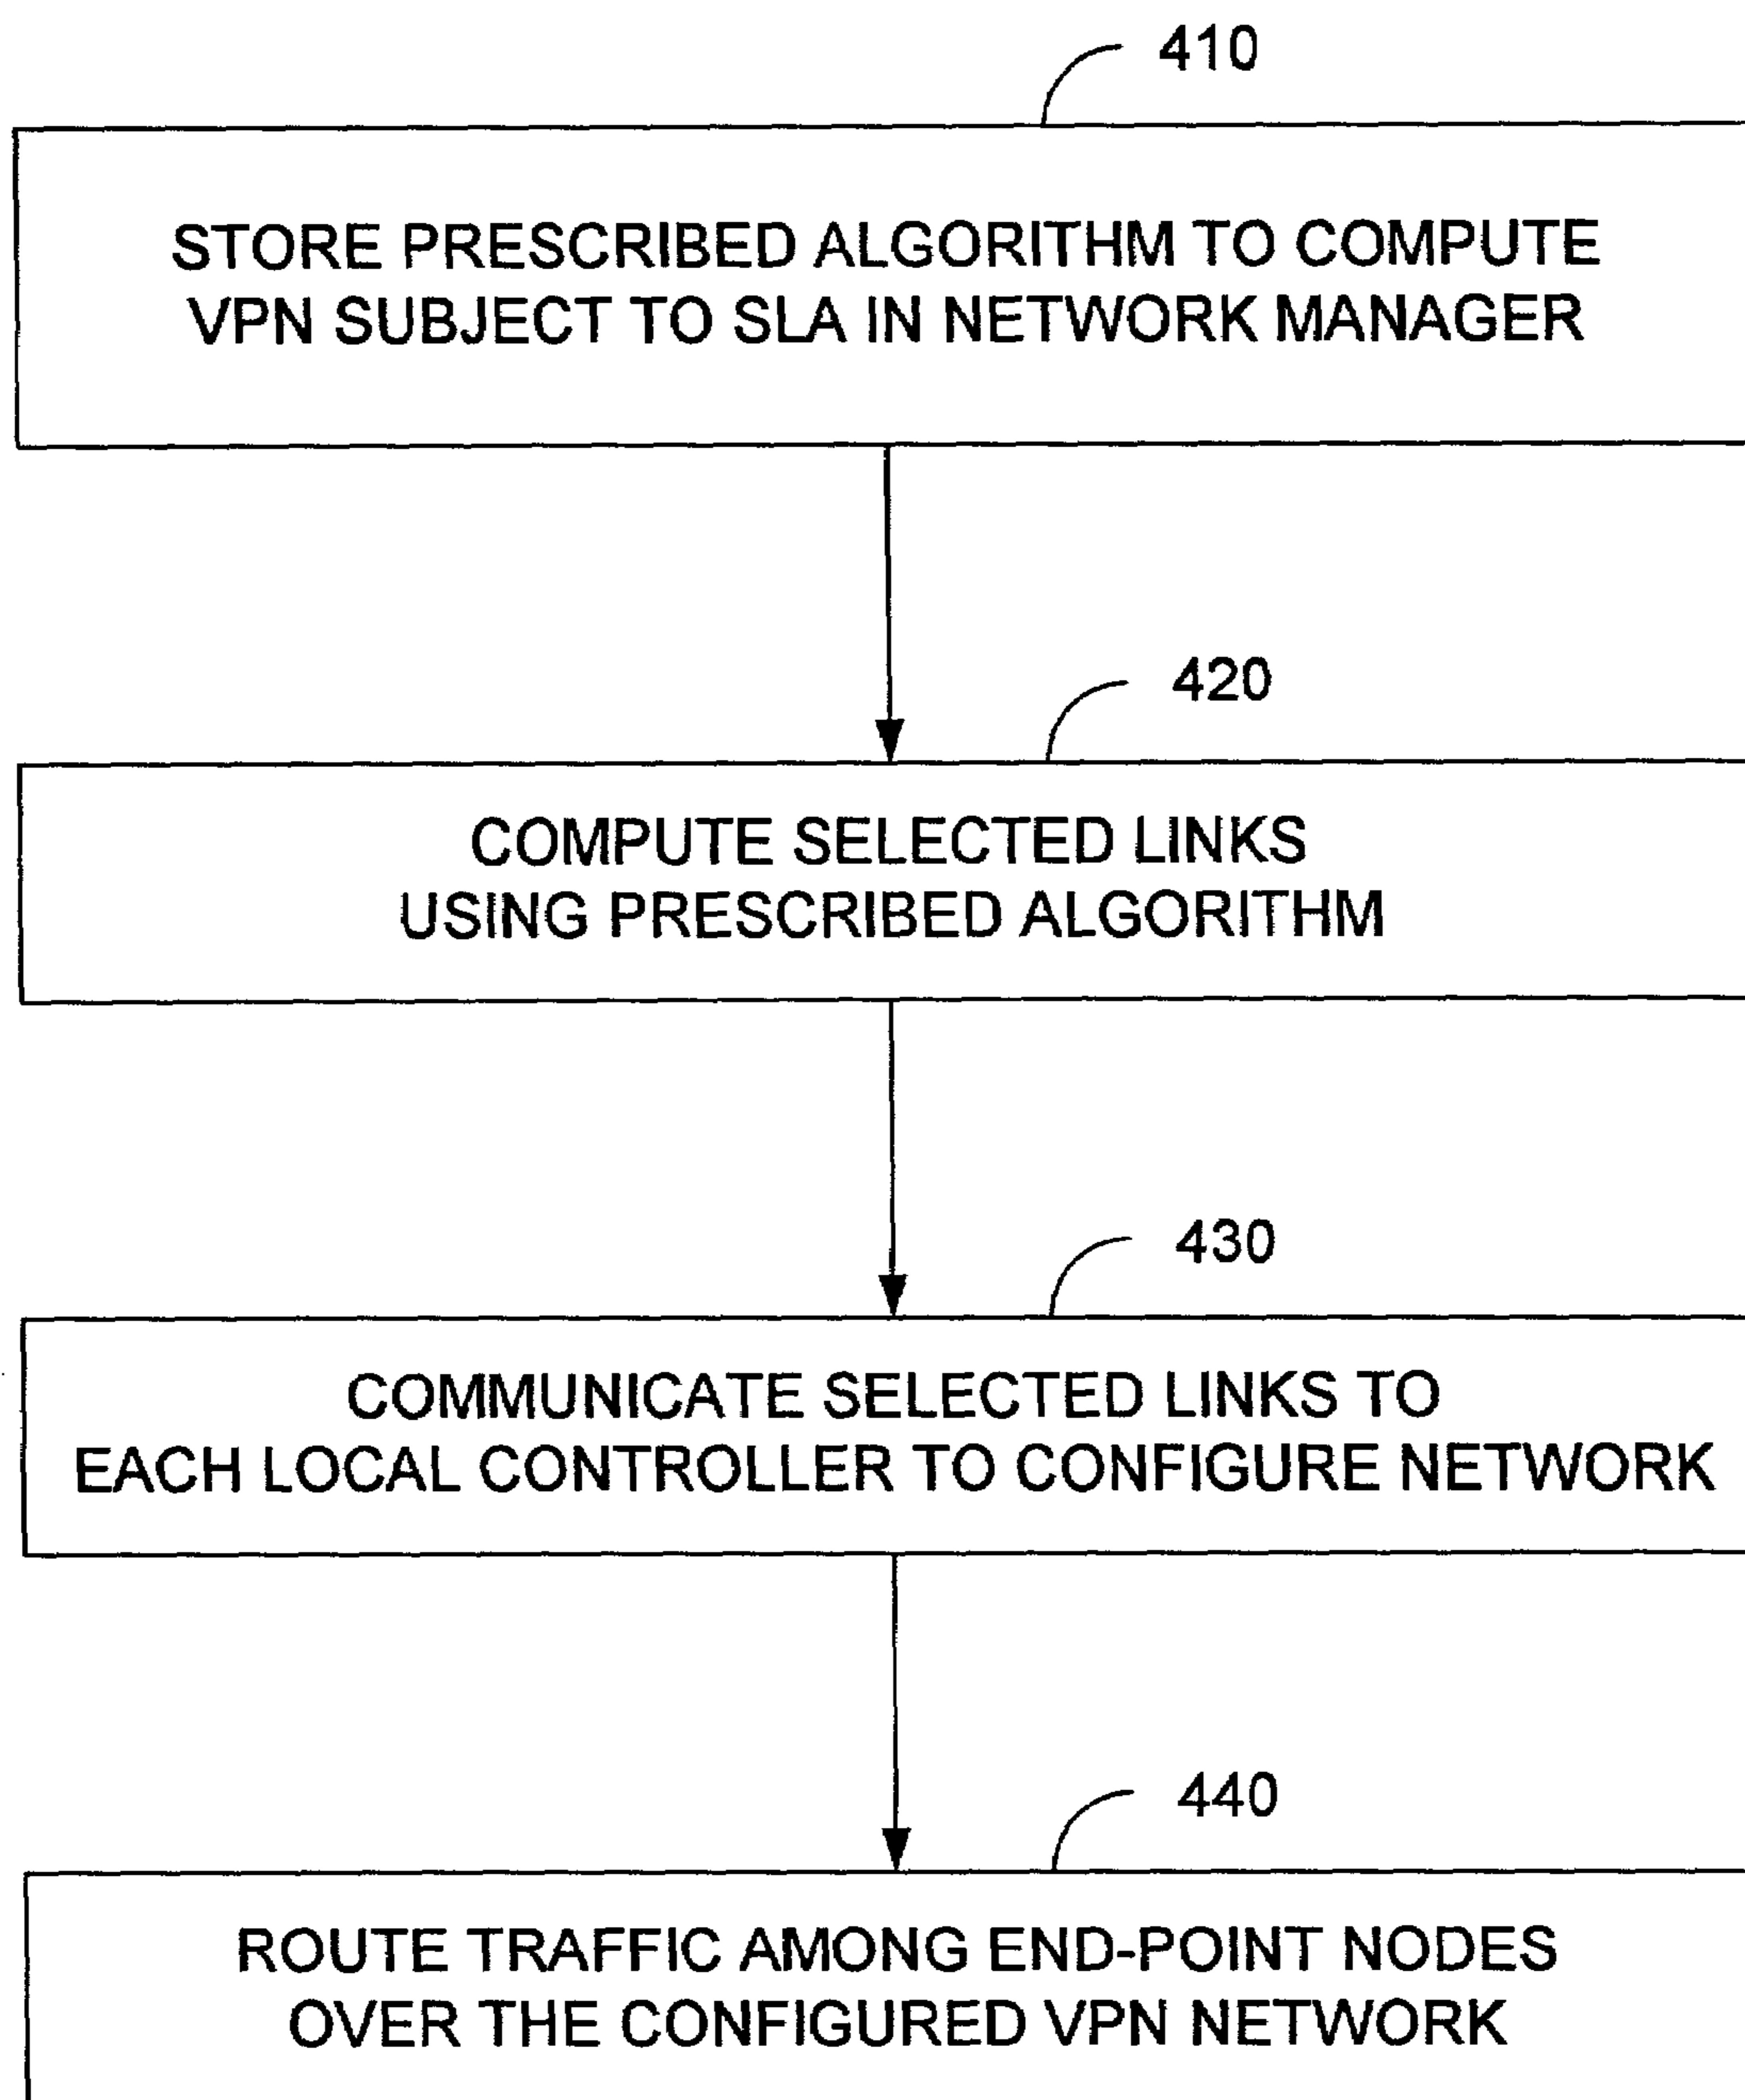 410
STORE PRESCRIBED ALGORITHM TO COMPUTE
VPN SUBJECT TO SLA IN NETWORK MANAGER
420
COMPUTE SELECTED LINKS
USING PRESCRIBED ALGORITHM
430
COMMUNICATE SELECTED LINKS TO
EACH LOCAL CONTROLLER TO CONFIGURE NETWORK
440
ROUTE TRAFFIC AMONG END-POINT NODES
OVER THE CONFIGURED VPN NETWORK